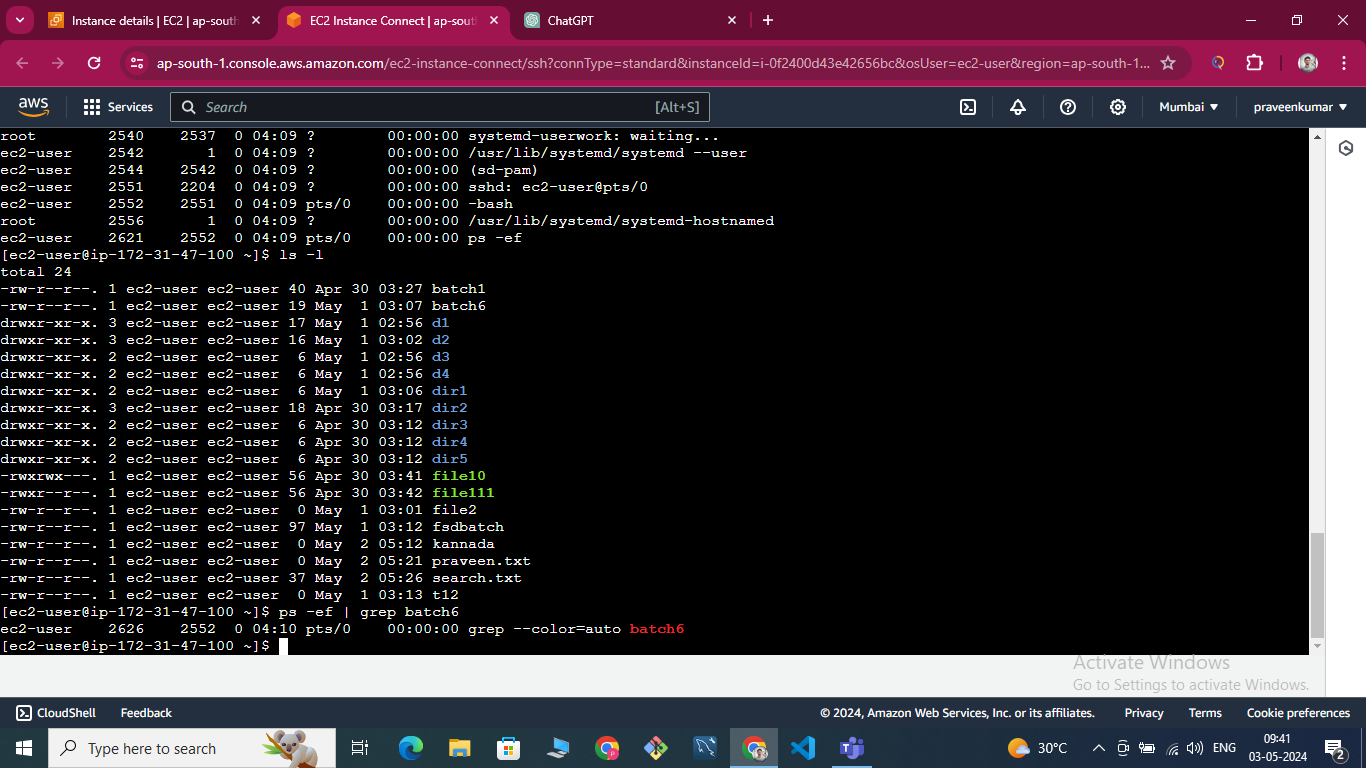 Instance details | EC2 | ap-south
EC2 Instance Connect | ap-sout
ChatGPT
ap-south-1.console.aws.amazon.com/ec2-instance-connect/ssh?connType=standard&instanceId=i-0f2400d43e42656bc&osUser=ec2-user&region=ap-south-1...
aws
Services
Search
[Alt+S]
Mumbai
praveenkumar
root 2540 2537 0 04:09 ? 00:00:00 systemd-userwork: waiting...
ec2-user 2542 1 0 04:09 ? 00:00:00 /usr/lib/systemd/systemd --user
ec2-user 2544 2542 0 04:09 ? 00:00:00 (sd-pam)
ec2-user 2551 2204 0 04:09 ? 00:00:00 sshd: ec2-user@pts/0
ec2-user 2552 2551 0 04:09 pts/0 00:00:00 -bash
root 2556 1 0 04:09 ? 00:00:00 /usr/lib/systemd/systemd-hostnamed
ec2-user 2621 2552 0 04:09 pts/0 00:00:00 ps -ef
[ec2-user@ip-172-31-47-100 ~]$ ls -l
total 24
-rw-r--r--. 1 ec2-user ec2-user 40 Apr 30 03:27 batch1
-rw-r--r--. 1 ec2-user ec2-user 19 May 1 03:07 batch6
drwxr-xr-x. 3 ec2-user ec2-user 17 May 1 02:56 d1
drwxr-xr-x. 3 ec2-user ec2-user 16 May 1 03:02 d2
drwxr-xr-x. 2 ec2-user ec2-user 6 May 1 02:56 d3
drwxr-xr-x. 2 ec2-user ec2-user 6 May 1 02:56 d4
drwxr-xr-x. 2 ec2-user ec2-user 6 May 1 03:06 dir1
drwxr-xr-x. 3 ec2-user ec2-user 18 Apr 30 03:17 dir2
drwxr-xr-x. 2 ec2-user ec2-user 6 Apr 30 03:12 dir3
drwxr-xr-x. 2 ec2-user ec2-user 6 Apr 30 03:12 dir4
drwxr-xr-x. 2 ec2-user ec2-user 6 Apr 30 03:12 dir5
-rwxrwx---. 1 ec2-user ec2-user 56 Apr 30 03:41 file10
-rwxr--r--. 1 ec2-user ec2-user 56 Apr 30 03:42 file111
-rw-r--r--. 1 ec2-user ec2-user 0 May 1 03:01 file2
-rw-r--r--. 1 ec2-user ec2-user 97 May 1 03:12 fsdbatch
-rw-r--r--. 1 ec2-user ec2-user 0 May 2 05:12 kannada
-rw-r--r--. 1 ec2-user ec2-user 0 May 2 05:21 praveen.txt
-rw-r--r--. 1 ec2-user ec2-user 37 May 2 05:26 search.txt
-rw-r--r--. 1 ec2-user ec2-user 0 May 1 03:13 t12
[ec2-user@ip-172-31-47-100 ~]$ ps -ef | grep batch6
ec2-user 2626 2552 0 04:10 pts/0 00:00:00 grep --color=auto batch6
[ec2-user@ip-172-31-47-100 ~]$
Activate Windows
Go to Settings to activate Windows.
CloudShell
Feedback
© 2024, Amazon Web Services, Inc. or its affiliates.
Privacy
Terms
Cookie preferences
Type here to search
30°C
ENG
09:41
03-05-2024
2